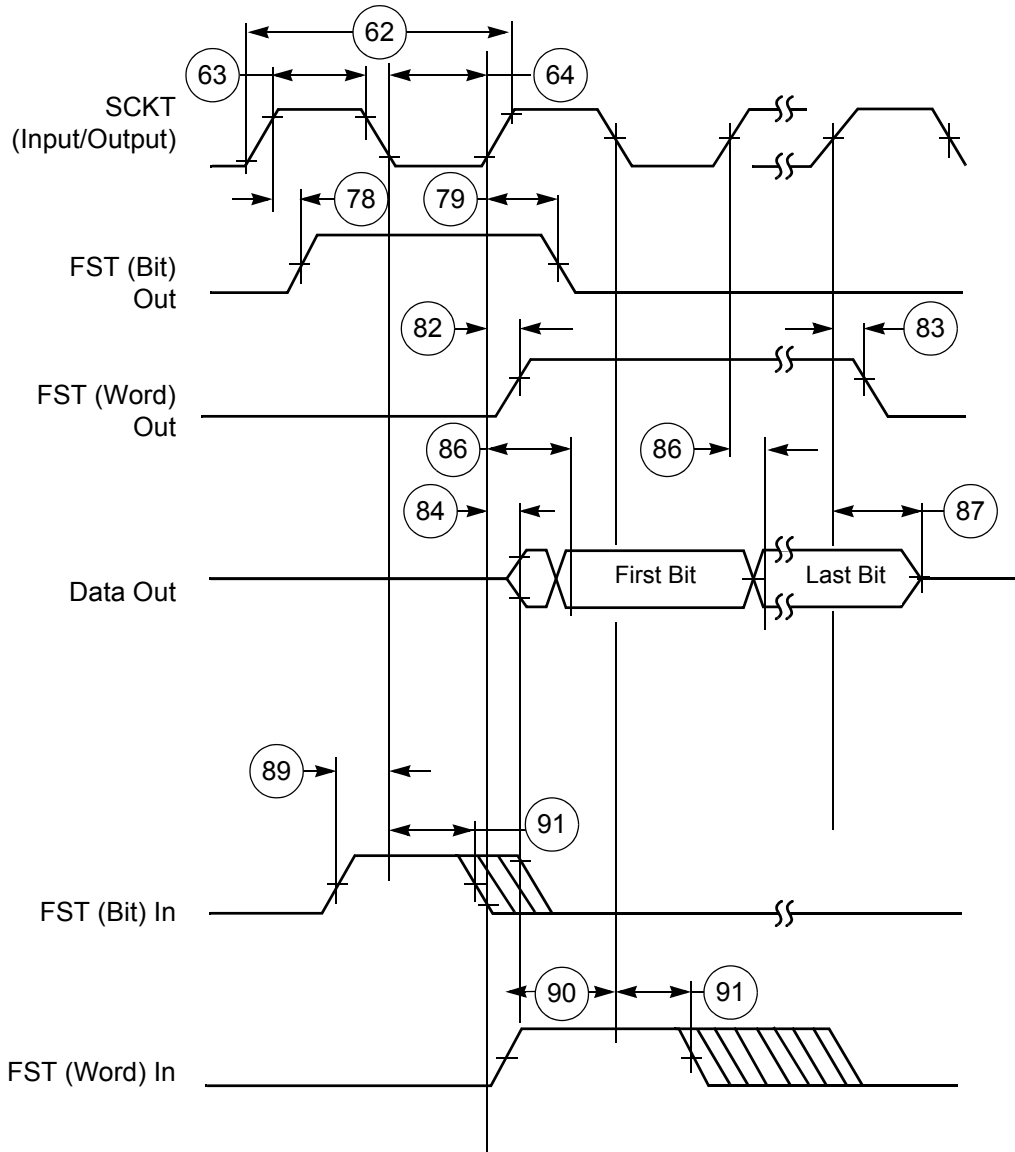 62
63
64
SCKT
(Input/Output)
78
79
FST (Bit)
Out
82
83
FST (Word)
Out
86
86
84
87
First Bit
Last Bit
Data Out
89
91
FST (Bit) In
90
91
FST (Word) In